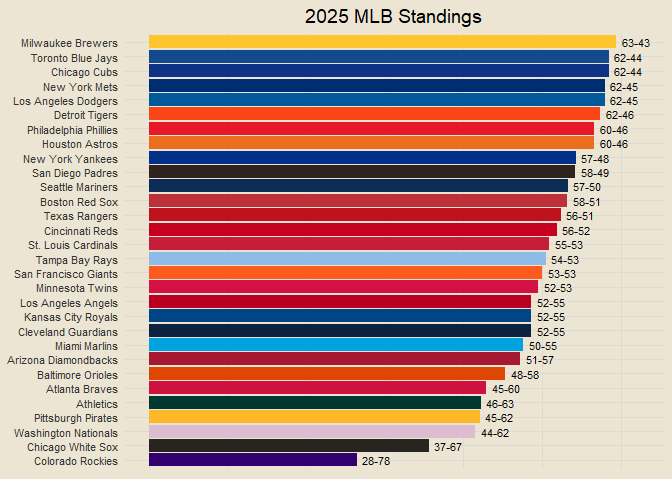 2025 MLB Standings
Milwaukee Brewers 63-43
Toronto Blue Jays 62-44
Chicago Cubs 62-44
New York Mets 62-45
Los Angeles Dodgers 62-45
Detroit Tigers 62-46
Philadelphia Phillies 60-46
Houston Astros 60-46
New York Yankees 57-48
San Diego Padres 58-49
Seattle Mariners 57-50
Boston Red Sox 58-51
Texas Rangers 56-51
Cincinnati Reds 56-52
St. Louis Cardinals 55-53
Tampa Bay Rays 54-53
San Francisco Giants 53-53
Minnesota Twins 52-53
Los Angeles Angels 52-55
Kansas City Royals 52-55
Cleveland Guardians 52-55
Miami Marlins 50-55
Arizona Diamondbacks 51-57
Baltimore Orioles 48-58
Atlanta Braves 45-60
Athletics 46-63
Pittsburgh Pirates 45-62
Washington Nationals 44-62
Chicago White Sox 37-67
Colorado Rockies 28-78